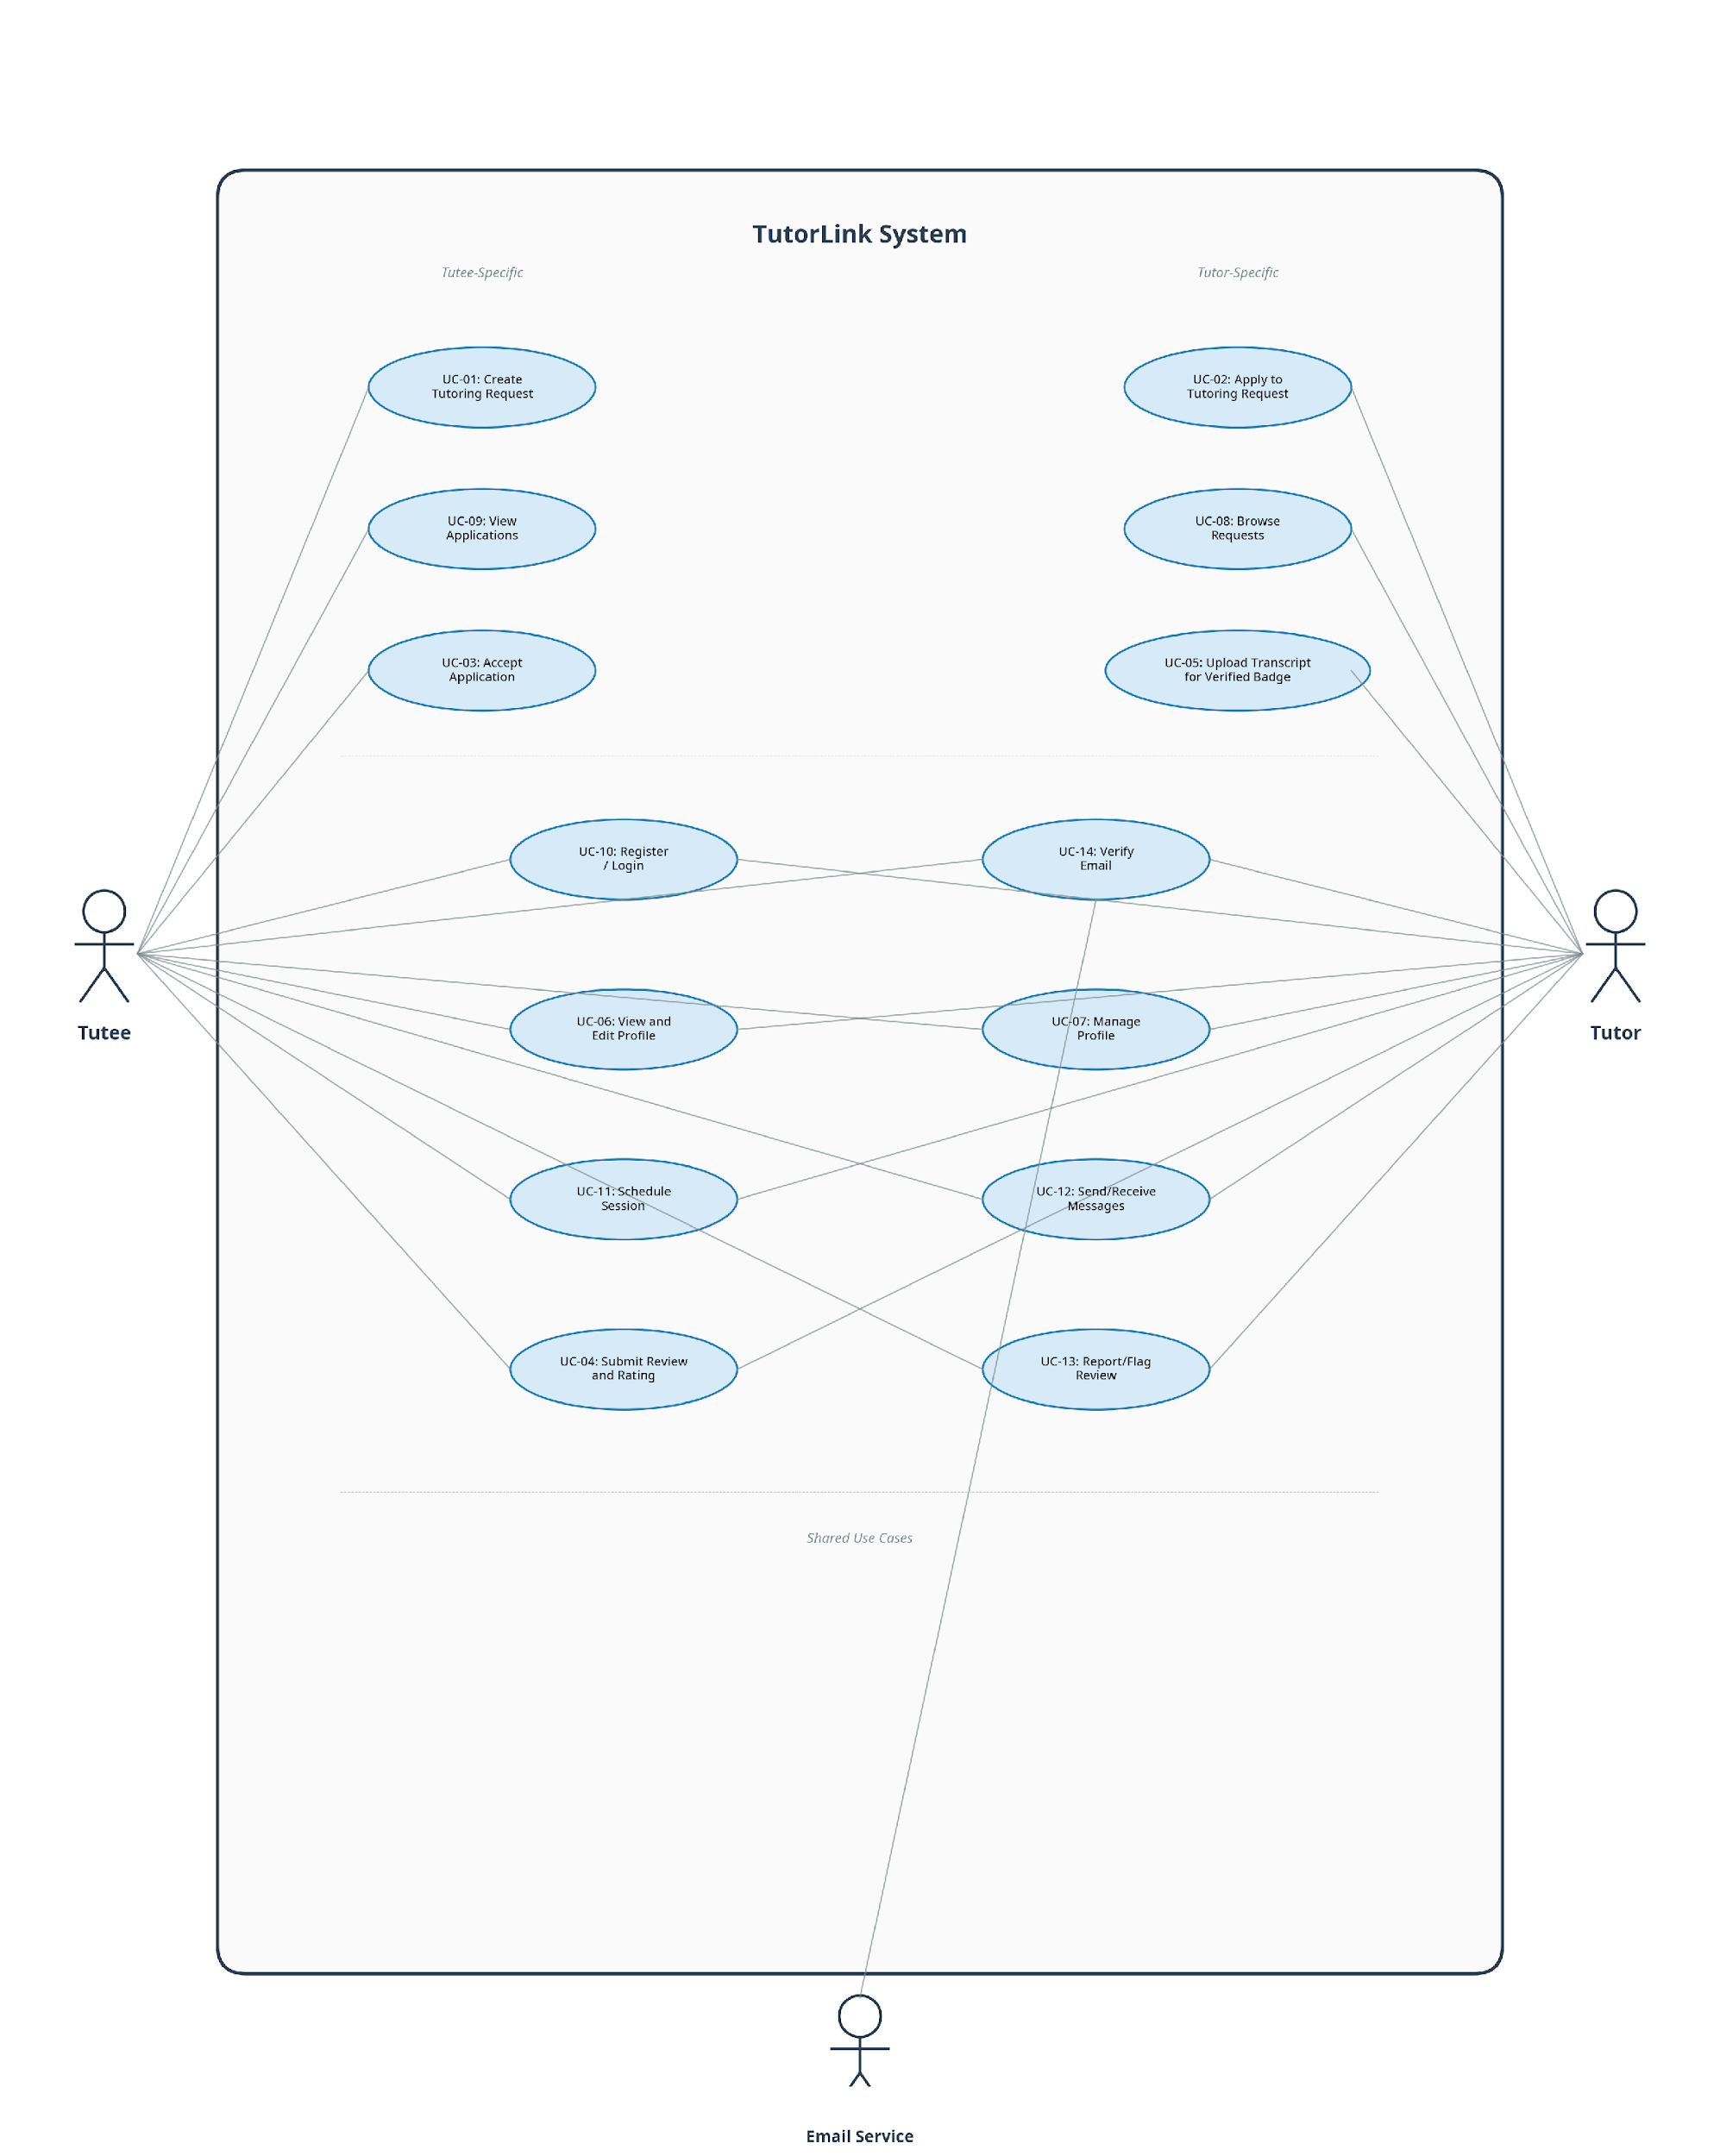 TutorLink System
Tutee-Specific
Tutor-Specific
UC-01: Create
Tutoring Request
UC-02: Apply to
Tutoring Request
UC-09: View
Applications
UC-08: Browse
Requests
UC-03: Accept
Application
UC-05: Upload Transcript
for Verified Badge
UC-10: Register
/ Login
UC-14: Verify
Email
Tutee
Tutor
UC-06: View and
Edit Profile
UC-07: Manage
Profile
UC-11: Schedule
Session
UC-12: Send/Receive
Messages
UC-04: Submit Review
and Rating
UC-13: Report/Flag
Review
Shared Use Cases
Email Service